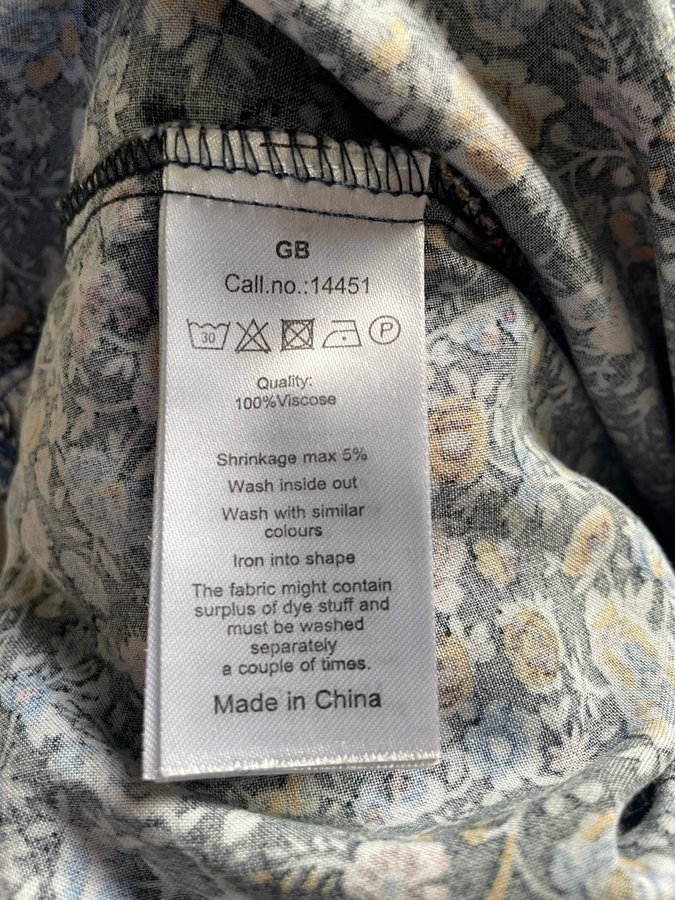 GB
Call.no.:14451
30 P
Quality:
100%Viscose
Shrinkage max 5%
Wash inside out
Wash with similar
colours
Iron into shape
The fabric might contain
surplus of dye stuff and
must be washed
separately
a couple of times.
Made in China